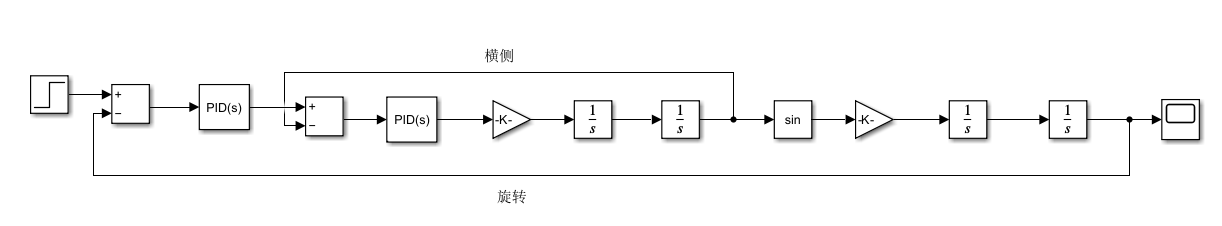 横侧
+
−
PID(s)
+
−
PID(s)
-K-
1
s
1
s
sin
-K-
1
s
1
s
旋转